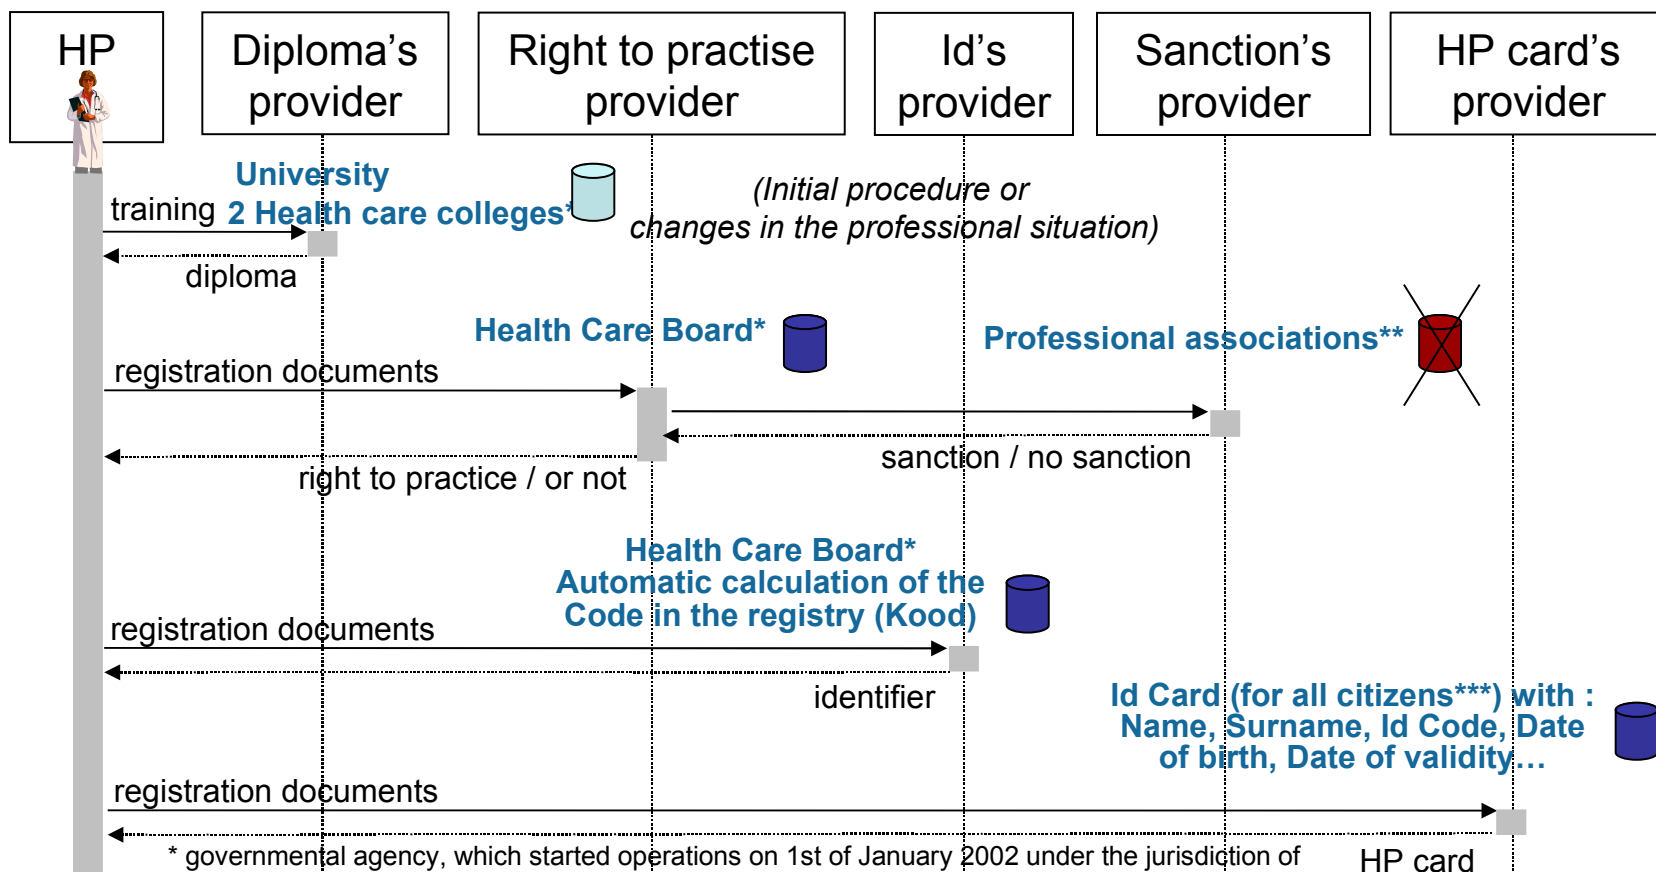 HP
Diploma's
provider
Right to practise
provider
Id's
provider
Sanction's
provider
HP card's
provider
University
2 Health care colleges*
training
(Initial procedure or
changes in the professional situation)
diploma
Health Care Board*
Professional associations**
registration documents
sanction / no sanction
right to practice / or not
Health Care Board*
Automatic calculation of the
Code in the registry (Kood)
registration documents
identifier
Id Card (for all citizens***) with :
Name, Surname, Id Code, Date
of birth, Date of validity…
registration documents
* governmental agency, which started operations on 1st of January 2002 under the jurisdiction of
HP card